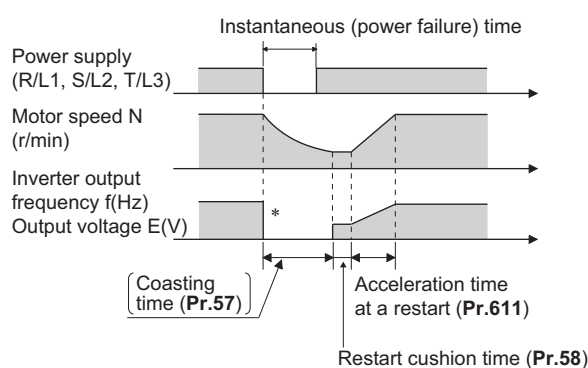 Instantaneous (power failure) time
Power supply
(R/L1, S/L2, T/L3)
Motor speed N
(r/min)
Inverter output
frequency f(Hz)
Output voltage E(V)
*
Coasting
time (Pr.57)
Acceleration time
at a restart (Pr.611)
Restart cushion time (Pr.58)